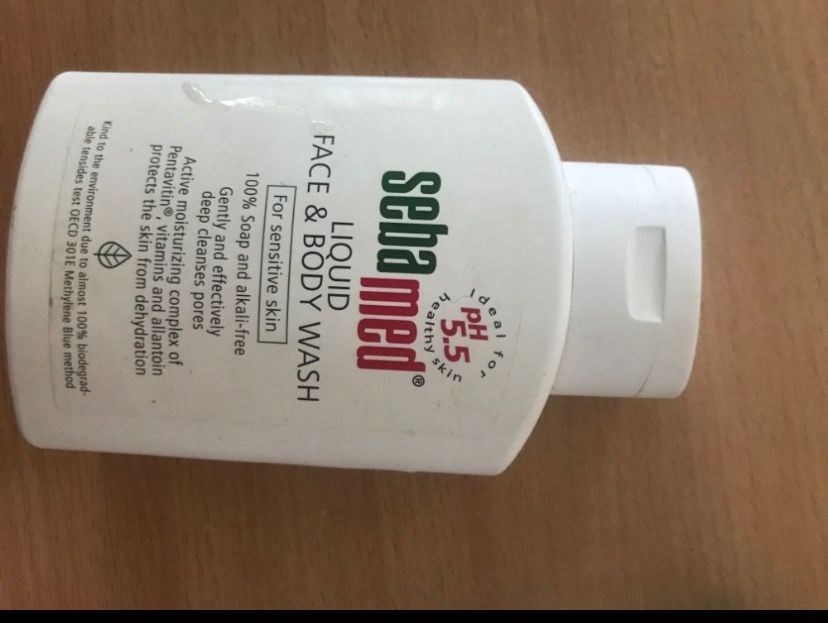 Ideal for
pH
5.5
healthy skin
sebamed®
LIQUID
FACE & BODY WASH
For sensitive skin
100% Soap and alkali-free
Gently and effectively
deep cleanses pores
Active moisturizing complex of
Pentavitin®, vitamins and allantoin
protects the skin from dehydration
Kind to the environment due to almost 100% biodegrad-
able tensides test OECD 301E Methylene Blue method